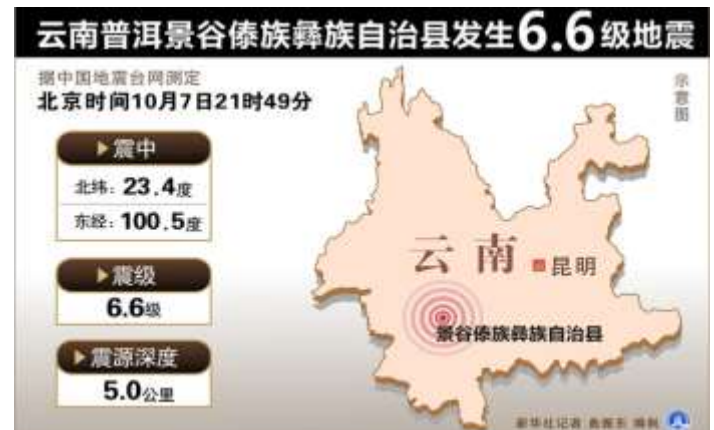 云南普洱景谷傣族彝族自治县发生6.6级地震
据中国地震台网测定
北京时间10月7日21时49分
示意图
震中
北纬：23.4度
东经：100.5度
震级
6.6级
震源深度
5.0公里
云南
昆明
景谷傣族彝族自治县
新华社记者 编制